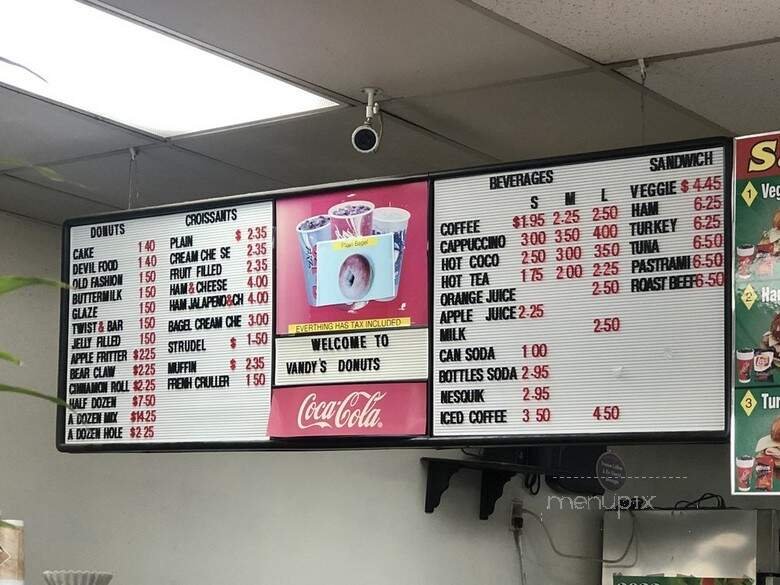 DONUTS
CAKE 1 40
DEVIL FOOD 1 40
OLD FASHION 1 50
BUTTERMILK 1 50
GLAZE 1 50
TWIST & BAR 1 50
JELLY FILLED 1 50
APPLE FRITTER $2 25
BEAR CLAW $2 25
CINNAMON ROLL $2 25
HALF DOZEN $7 50
A DOZEN MIX $14 25
A DOZEN HOLE $2 25
CROISSANTS
PLAIN $ 2 35
CREAM CHE SE 2 35
FRUIT FILLED 2 35
HAM & CHEESE 4 00
HAM JALAPENO & CH 4 00
BAGEL CREAM CHE 3 00
STRUDEL $ 1-50
MUFFIN $ 2 35
FRENH CRULLER 1 50
Plain Bagel
EVERYTHING HAS TAX INCLUDED
WELCOME TO
VANDY'S DONUTS
Coca-Cola
BEVERAGES
S M L
COFFEE $1.95 2-25 2 50
CAPPUCCINO 3 00 3 50 4 00
HOT COCO 2 50 3 00 3 50
HOT TEA 1 75 2 00 2-25
ORANGE JUICE 2 50
APPLE JUICE 2-25
MILK 2-50
CAN SODA 1 00
BOTTLES SODA 2-95
NESQUIK 2-95
ICED COFFEE 3 50 4 50
SANDWICH
VEGGIE $ 4.45
HAM 6-25
TURKEY 6-25
TUNA 6-50
PASTRAMI 6-50
ROAST BEEF 6-50
S
1 Veg
2 Ha
3 Tur
menupix